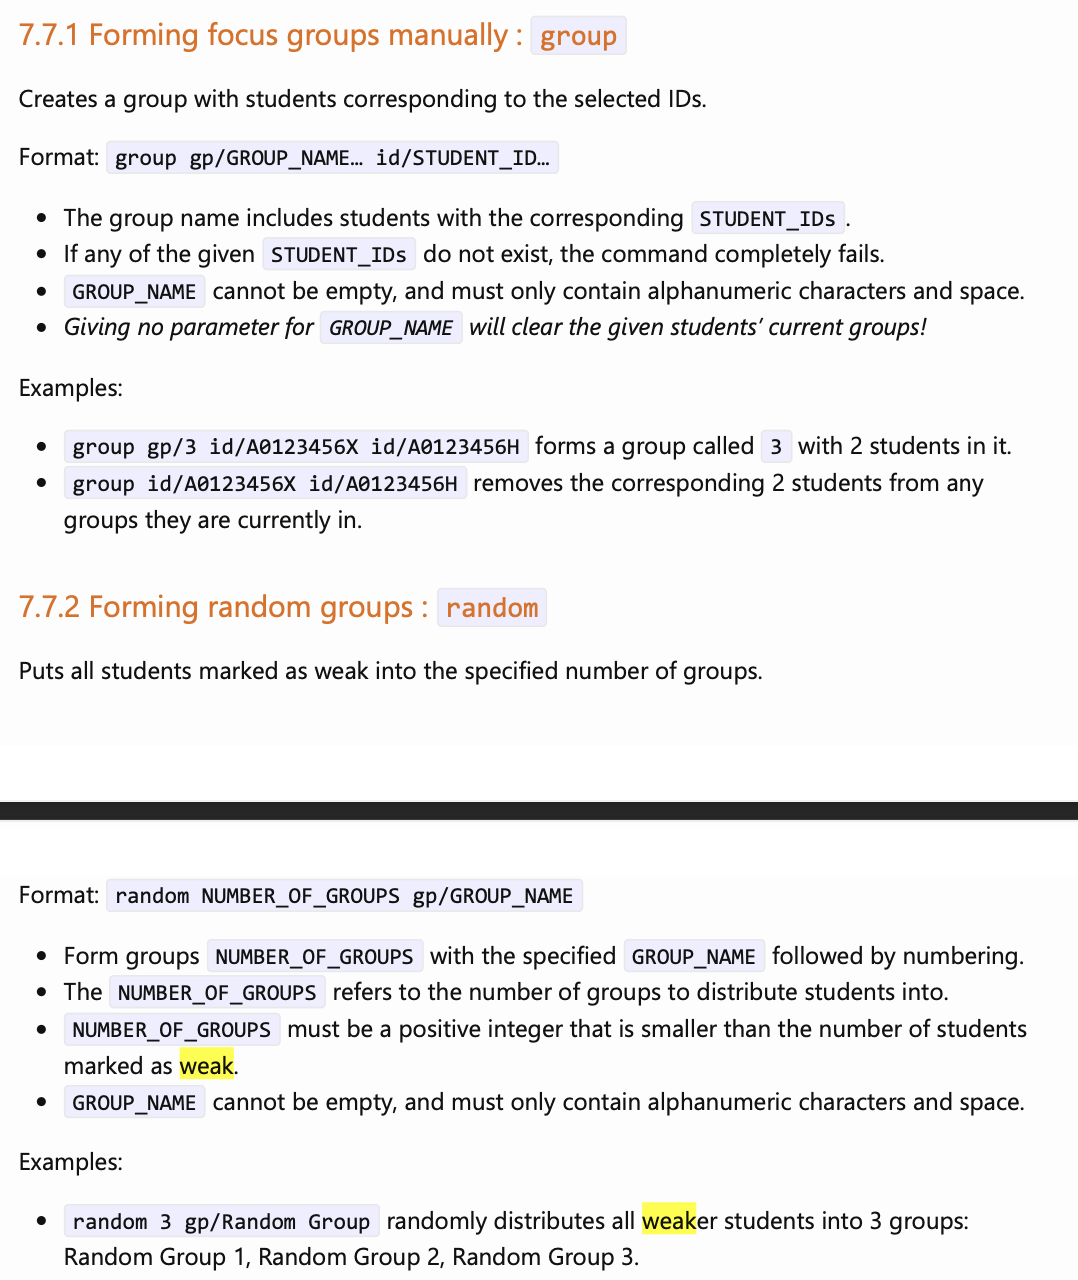 7.7.1 Forming focus groups manually : group
Creates a group with students corresponding to the selected IDs.
Format: group gp/GROUP_NAME… id/STUDENT_ID…
• The group name includes students with the corresponding STUDENT_IDs.
• If any of the given STUDENT_IDs do not exist, the command completely fails.
• GROUP_NAME cannot be empty, and must only contain alphanumeric characters and space.
• Giving no parameter for GROUP_NAME will clear the given students’ current groups!
Examples:
• group gp/3 id/A0123456X id/A0123456H forms a group called 3 with 2 students in it.
• group id/A0123456X id/A0123456H removes the corresponding 2 students from any
groups they are currently in.
7.7.2 Forming random groups : random
Puts all students marked as weak into the specified number of groups.
Format: random NUMBER_OF_GROUPS gp/GROUP_NAME
• Form groups NUMBER_OF_GROUPS with the specified GROUP_NAME followed by numbering.
• The NUMBER_OF_GROUPS refers to the number of groups to distribute students into.
• NUMBER_OF_GROUPS must be a positive integer that is smaller than the number of students
marked as weak.
• GROUP_NAME cannot be empty, and must only contain alphanumeric characters and space.
Examples:
• random 3 gp/Random Group randomly distributes all weaker students into 3 groups:
Random Group 1, Random Group 2, Random Group 3.